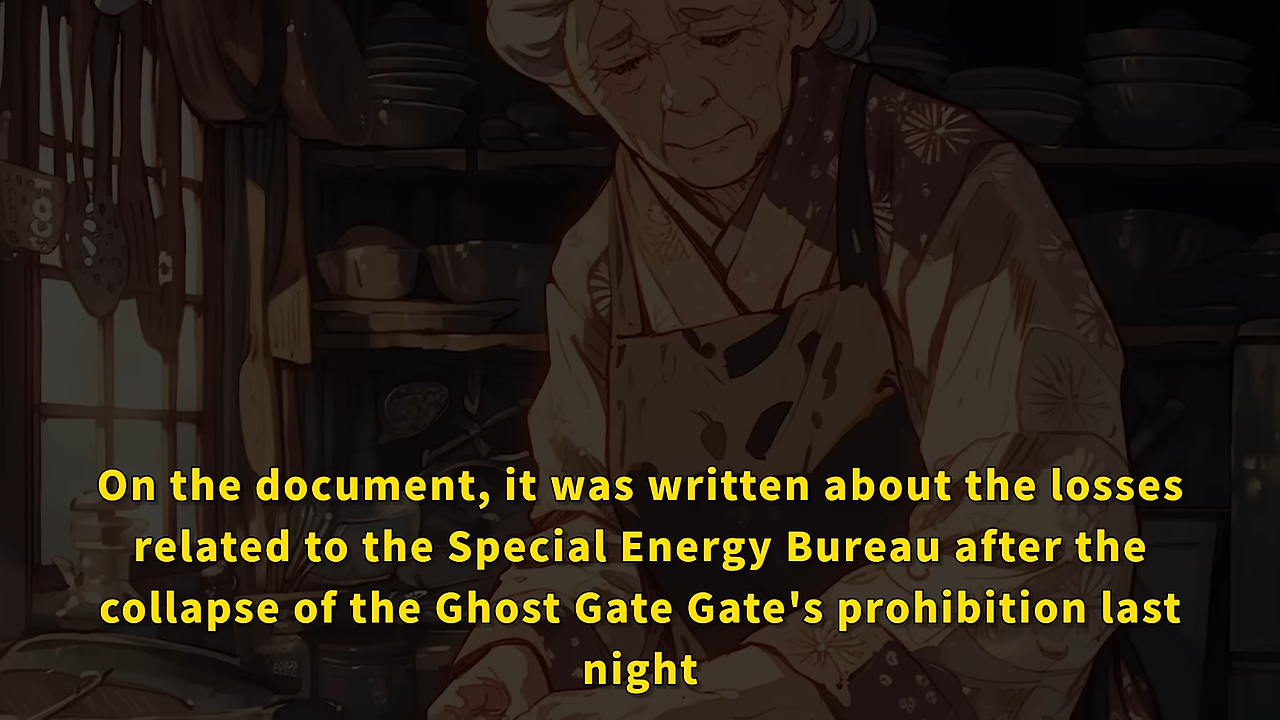 On the document, it was written about the losses
related to the Special Energy Bureau after the
collapse of the Ghost Gate Gate's prohibition last
night